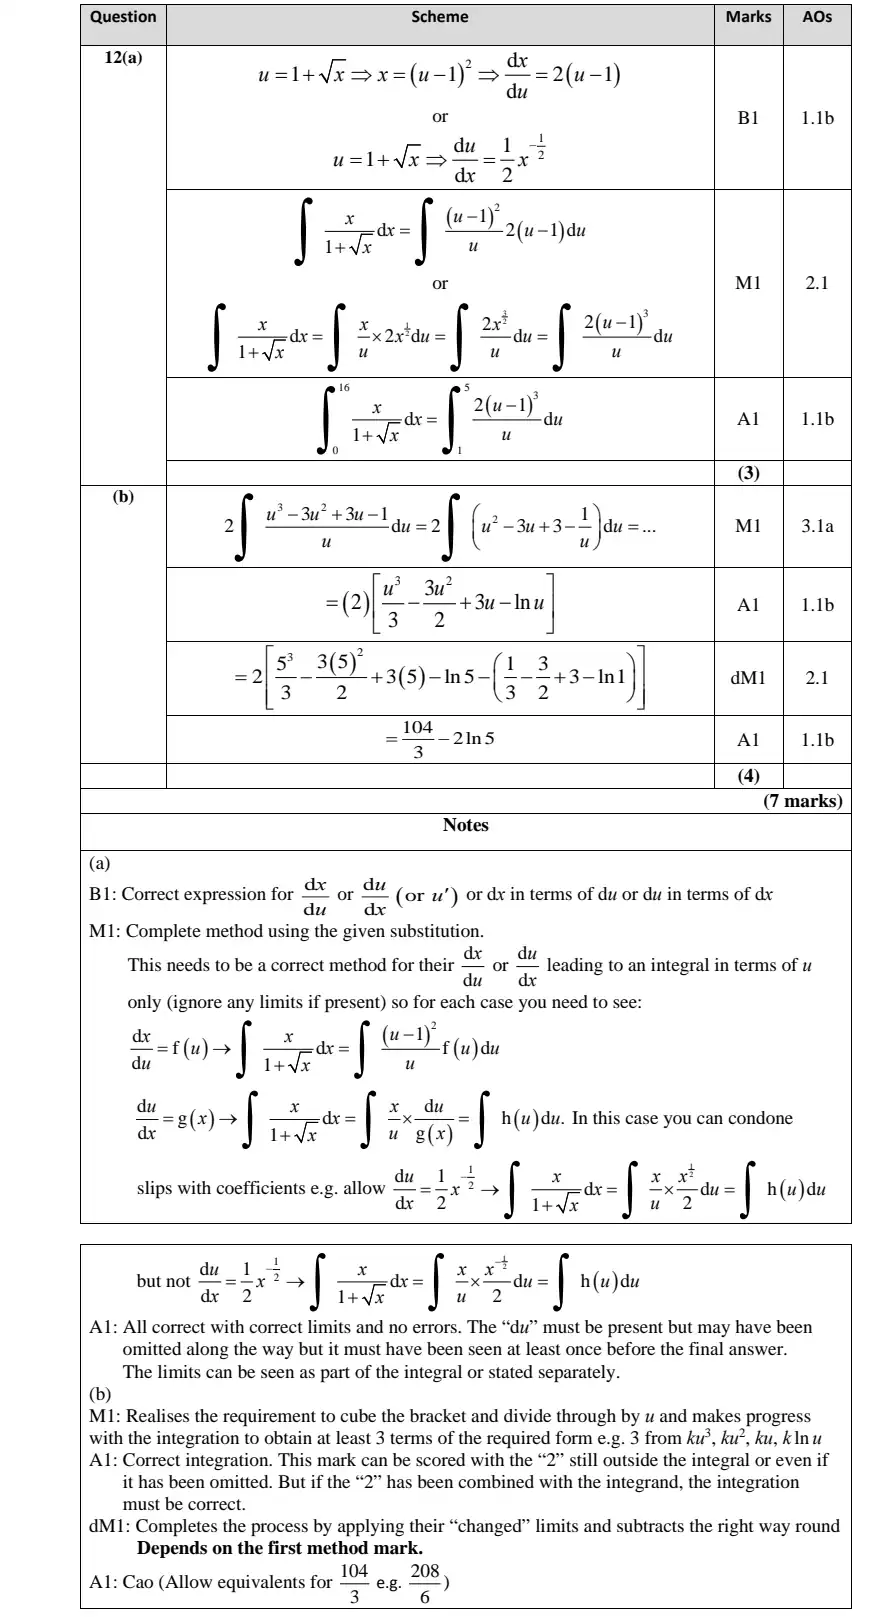 Question Scheme Marks AOs
12(a) u = 1 + √x ⇒ x = (u − 1)² ⇒ dx/du = 2(u − 1)
or
u = 1 + √x ⇒ du/dx = 1/2 x^(−1/2)
B1 1.1b
∫ x/(1 + √x) dx = ∫ (u − 1)²/u 2(u − 1) du
or
∫ x/(1 + √x) dx = ∫ x/u × 2x^(1/2) du = ∫ 2x^(3/2)/u du = ∫ 2(u − 1)³/u du
M1 2.1
∫₀¹⁶ x/(1 + √x) dx = ∫₁⁵ 2(u − 1)³/u du A1 1.1b
(3)
(b) 2∫ (u³ − 3u² + 3u − 1)/u du = 2∫ (u² − 3u + 3 − 1/u) du = ... M1 3.1a
= (2)[u³/3 − 3u²/2 + 3u − ln u] A1 1.1b
= 2[5³/3 − 3(5)²/2 + 3(5) − ln 5 − (1/3 − 3/2 + 3 − ln 1)] dM1 2.1
= 104/3 − 2 ln 5 A1 1.1b
(4)
(7 marks)
Notes
(a)
B1: Correct expression for dx/du or du/dx (or u′) or dx in terms of du or du in terms of dx
M1: Complete method using the given substitution.
This needs to be a correct method for their dx/du or du/dx leading to an integral in terms of u
only (ignore any limits if present) so for each case you need to see:
dx/du = f(u) → ∫ x/(1 + √x) dx = ∫ (u − 1)²/u f(u) du
du/dx = g(x) → ∫ x/(1 + √x) dx = ∫ x/u × du/g(x) = ∫ h(u) du. In this case you can condone
slips with coefficients e.g. allow du/dx = 1/2 x^(−1/2) → ∫ x/(1 + √x) dx = ∫ x/u × x^(1/2)/2 du = ∫ h(u) du
but not du/dx = 1/2 x^(−1/2) → ∫ x/(1 + √x) dx = ∫ x/u × x^(−1/2)/2 du = ∫ h(u) du
A1: All correct with correct limits and no errors. The “du” must be present but may have been
omitted along the way but it must have been seen at least once before the final answer.
The limits can be seen as part of the integral or stated separately.
(b)
M1: Realises the requirement to cube the bracket and divide through by u and makes progress
with the integration to obtain at least 3 terms of the required form e.g. 3 from ku³, ku², ku, k ln u
A1: Correct integration. This mark can be scored with the “2” still outside the integral or even if
it has been omitted. But if the “2” has been combined with the integrand, the integration
must be correct.
dM1: Completes the process by applying their “changed” limits and subtracts the right way round
Depends on the first method mark.
A1: Cao (Allow equivalents for 104/3 e.g. 208/6)